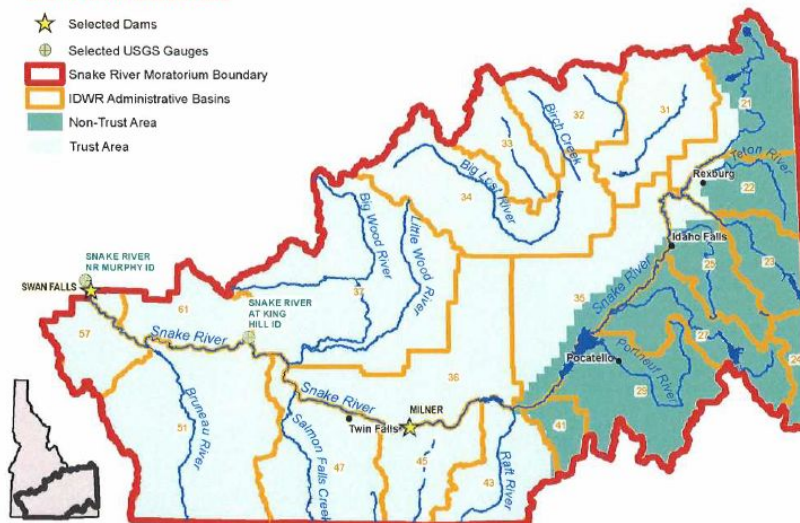 Selected Dams
Selected USGS Gauges
Snake River Moratorium Boundary
IDWR Administrative Basins
Non-Trust Area
Trust Area
21
32
31
33
Birch Creek
Teton River
Rexburg
22
34
Big Lost River
Big Wood River
Little Wood River
Idaho Falls
25
23
SNAKE RIVER
NR MURPHY ID
SWAN FALLS
61
37
SNAKE RIVER
AT KING
HILL ID
35
Snake River
57
Snake River
27
24
Pocatello
Portneuf River
36
29
Snake River
MILNER
Twin Falls
51
Bruneau River
Salmon Falls Creek
47
45
43
Raft River
41